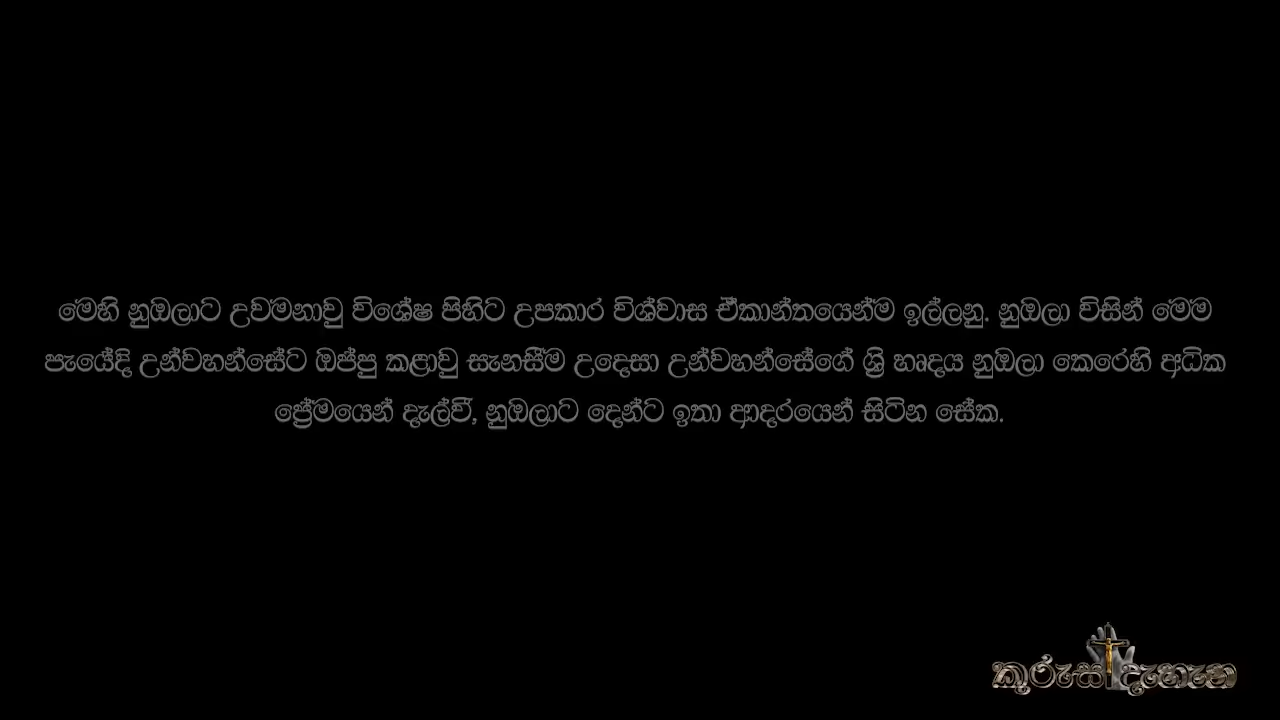 මෙහි නුඹලාට උවමනාවු විශේෂ පිහිට උපකාර විශ්වාස ඒකාන්තයෙන්ම ඉල්ලනු. නුඹලා විසින් මෙම
පැයේදි උන්වහන්සේට ඔප්පු කළාවු සැනසීම උදෙසා උන්වහන්සේගේ ශ්‍රි හෘදය නුඹලා කෙරෙහි අධික
ප්‍රේමයෙන් දැල්වී, නුඹලාට දෙන්ට ඉතා ආදරයෙන් සිටින සේක.
කුරුස දැහැන